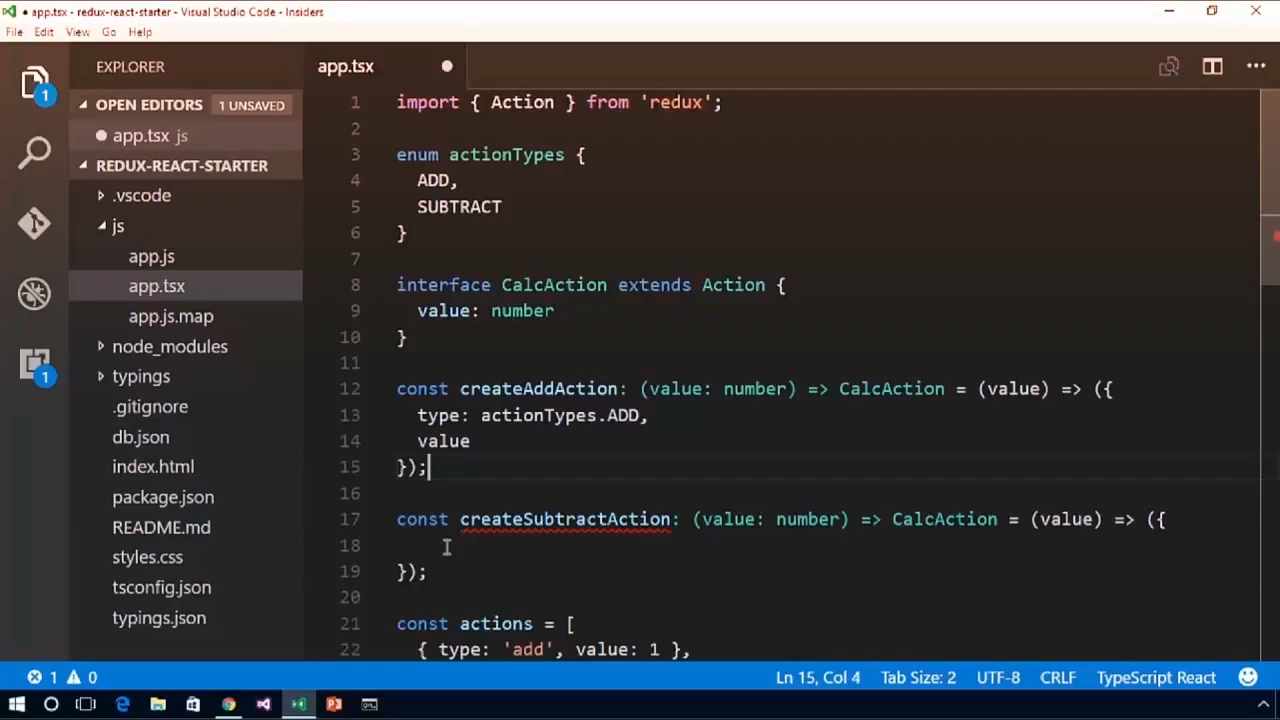 app.tsx - redux-react-starter - Visual Studio Code - Insiders
File Edit View Go Help
EXPLORER
OPEN EDITORS 1 UNSAVED
app.tsx js
REDUX-REACT-STARTER
.vscode
js
app.js
app.tsx
app.js.map
node_modules
typings
.gitignore
db.json
index.html
package.json
README.md
styles.css
tsconfig.json
typings.json
1
1
app.tsx
1 import { Action } from 'redux';
2
3 enum actionTypes {
4 ADD,
5 SUBTRACT
6 }
7
8 interface CalcAction extends Action {
9 value: number
10 }
11
12 const createAddAction: (value: number) => CalcAction = (value) => ({
13 type: actionTypes.ADD,
14 value
15 });
16
17 const createSubtractAction: (value: number) => CalcAction = (value) => ({
18
19 });
20
21 const actions = [
22 { type: 'add', value: 1 },
1 0 Ln 15, Col 4 Tab Size: 2 UTF-8 CRLF TypeScript React